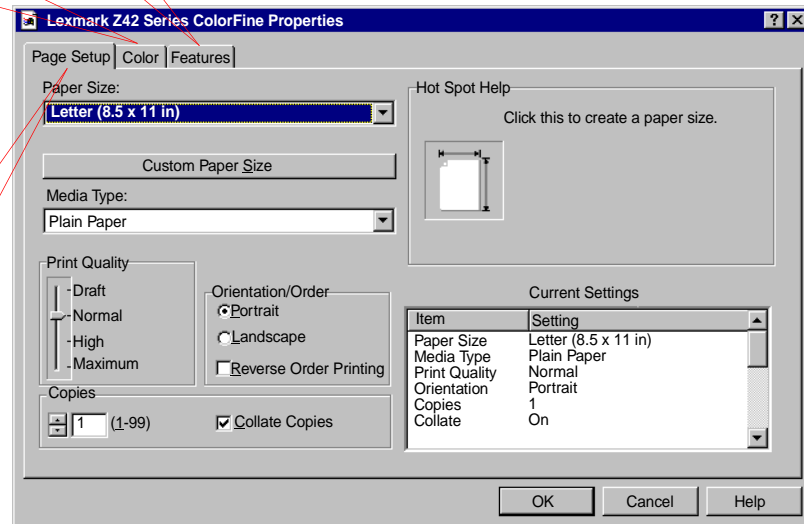 Lexmark Z42 Series ColorFine Properties
Page Setup Color Features
Paper Size:
Letter (8.5 x 11 in)
Custom Paper Size
Media Type:
Plain Paper
Print Quality
Draft
Normal
High
Maximum
Orientation/Order
Portrait
Landscape
Reverse Order Printing
Copies
1 (1-99)
Collate Copies
Hot Spot Help
Click this to create a paper size.
Current Settings
Item Setting
Paper Size Letter (8.5 x 11 in)
Media Type Plain Paper
Print Quality Normal
Orientation Portrait
Copies 1
Collate On
OK Cancel Help